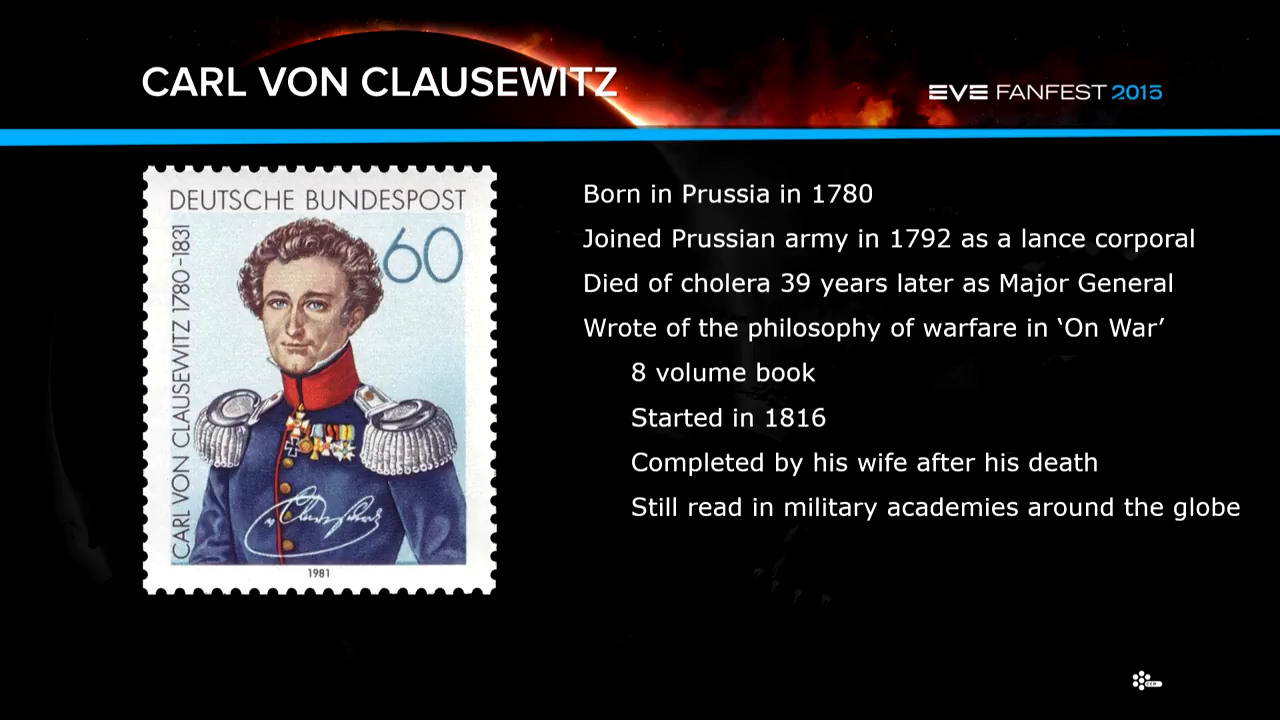 CARL VON CLAUSEWITZ
EVE FANFEST 2015
DEUTSCHE BUNDESPOST
60
CARL VON CLAUSEWITZ 1780-1831
1981
Born in Prussia in 1780
Joined Prussian army in 1792 as a lance corporal
Died of cholera 39 years later as Major General
Wrote of the philosophy of warfare in ‘On War’
8 volume book
Started in 1816
Completed by his wife after his death
Still read in military academies around the globe
CCP